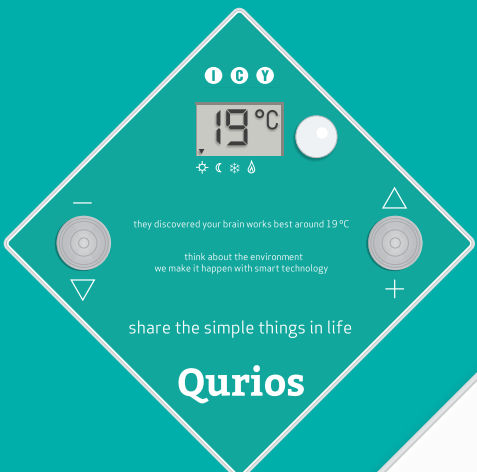 ICY
19°C
they discovered your brain works best around 19°C
think about the environment
we make it happen with smart technology
share the simple things in life
Qurios